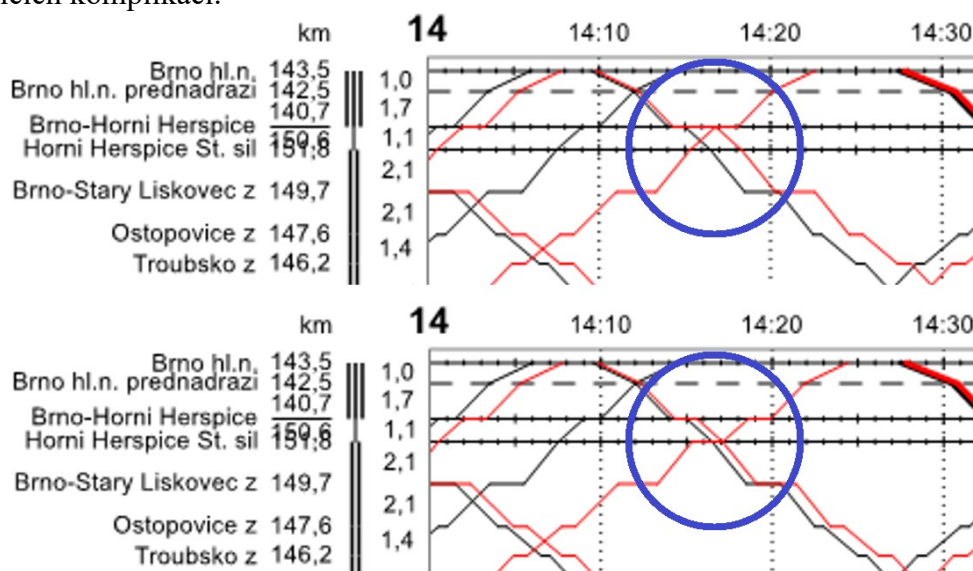 komplikací.
km 14 14:10 14:20 14:30
Brno hl.n. 143,5
1,0
Brno hl.n. prednadrazi 142,5
1,7
140,7
Brno-Horni Herspice
150,6
1,1
Horni Herspice St. sil 151,8
2,1
Brno-Stary Liskovec z 149,7
2,1
Ostopovice z 147,6
1,4
Troubsko z 146,2
km 14 14:10 14:20 14:30
Brno hl.n. 143,5
1,0
Brno hl.n. prednadrazi 142,5
1,7
140,7
Brno-Horni Herspice
150,6
1,1
Horni Herspice St. sil 151,8
2,1
Brno-Stary Liskovec z 149,7
2,1
Ostopovice z 147,6
1,4
Troubsko z 146,2